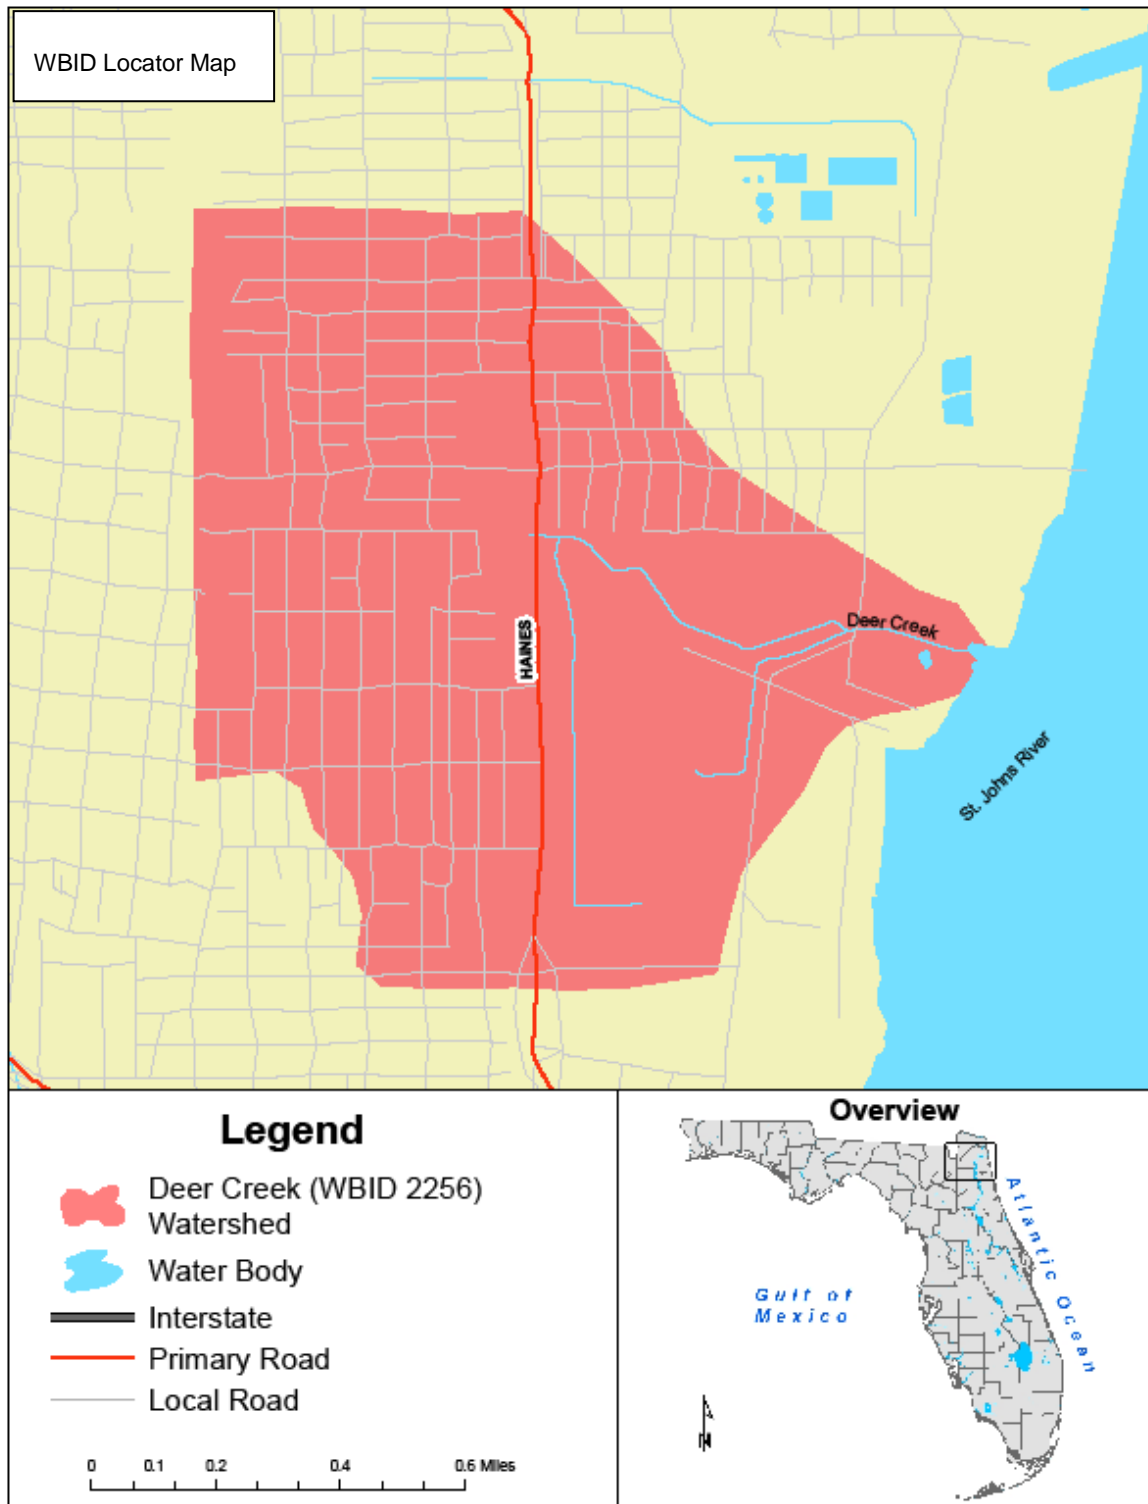 WBID Locator Map
HAINES
Deer Creek
St. Johns River
Legend
Deer Creek (WBID 2256)
Watershed
Water Body
Interstate
Primary Road
Local Road
0 0.1 0.2 0.4 0.6 Miles
Overview
Atlantic Ocean
Gulf of
Mexico
N